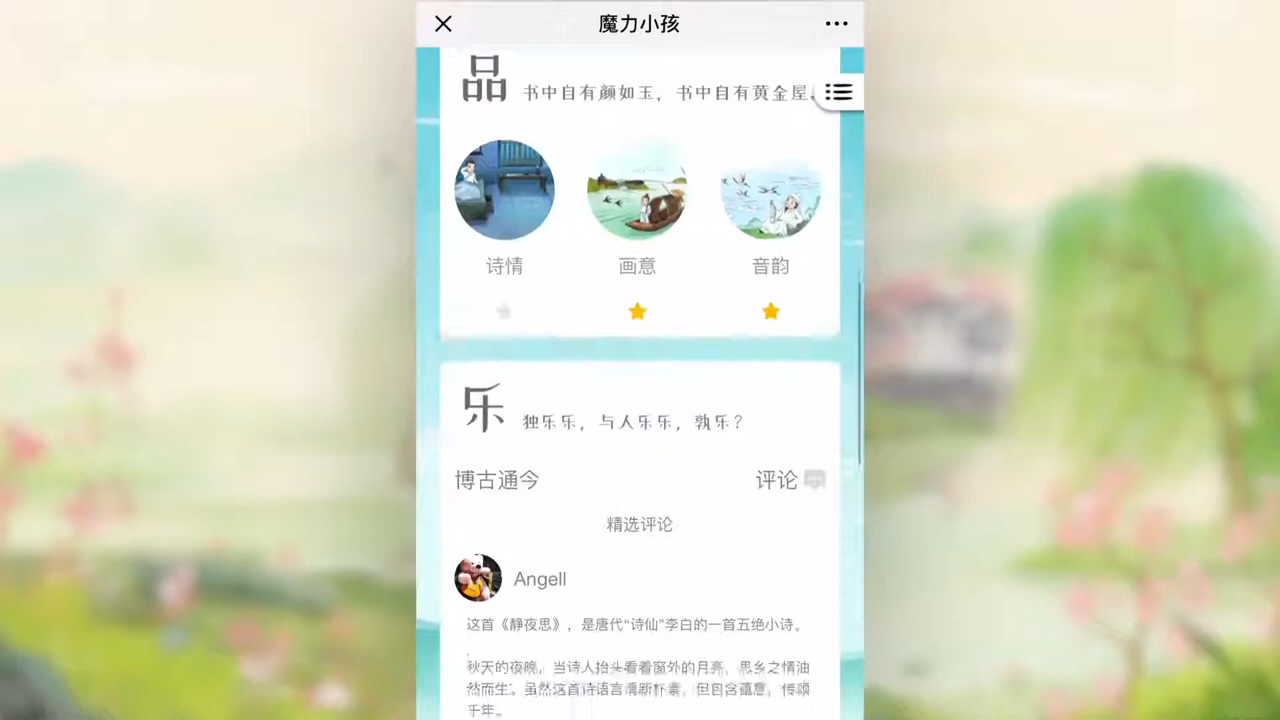 魔力小孩
品
书中自有颜如玉，书中自有黄金屋
诗情
画意
音韵
乐
独乐乐，与人乐乐，孰乐？
博古通今
评论
精选评论
Angell
这首《静夜思》，是唐代“诗仙”李白的一首五绝小诗。
秋天的夜晚，当诗人抬头看着窗外的月亮，思乡之情油
然而生。虽然这首诗语言清新朴素，但包含蕴意，传颂
千年。